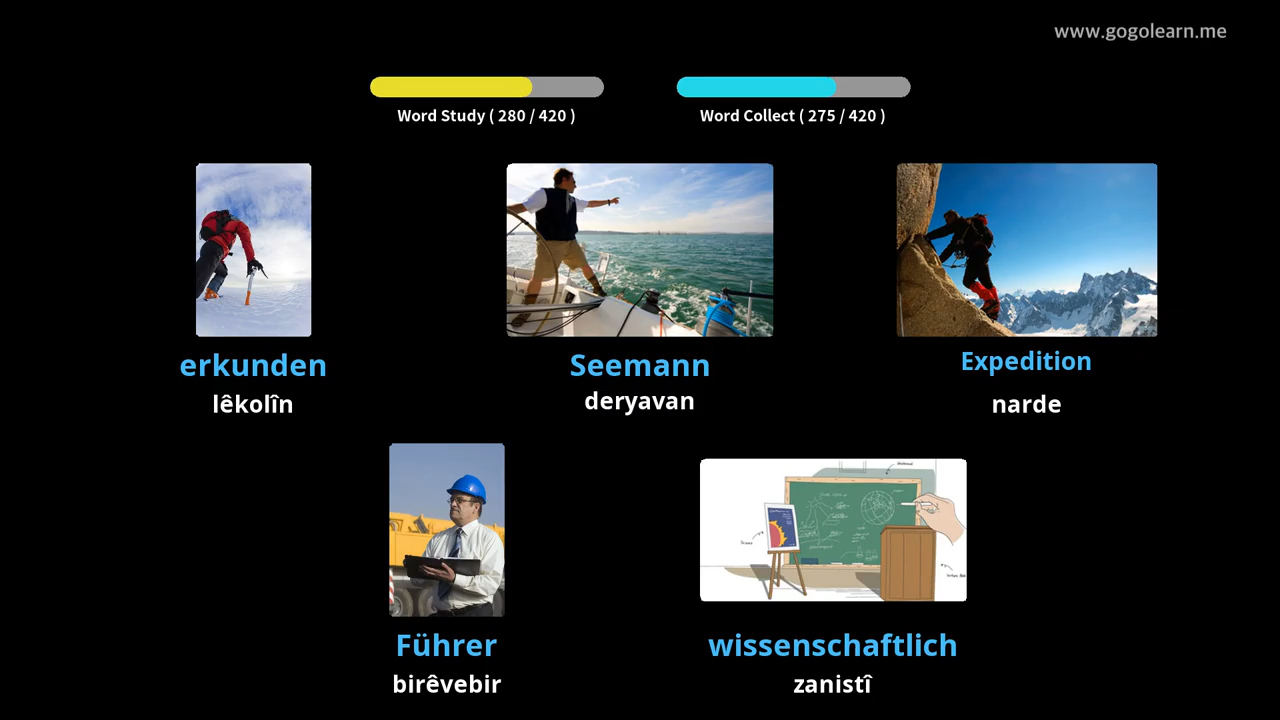 www.gogolearn.me
Word Study ( 280 / 420 )
Word Collect ( 275 / 420 )
erkunden
lêkolîn
Seemann
deryavan
Expedition
narde
Führer
birêvebir
wissenschaftlich
zanistî